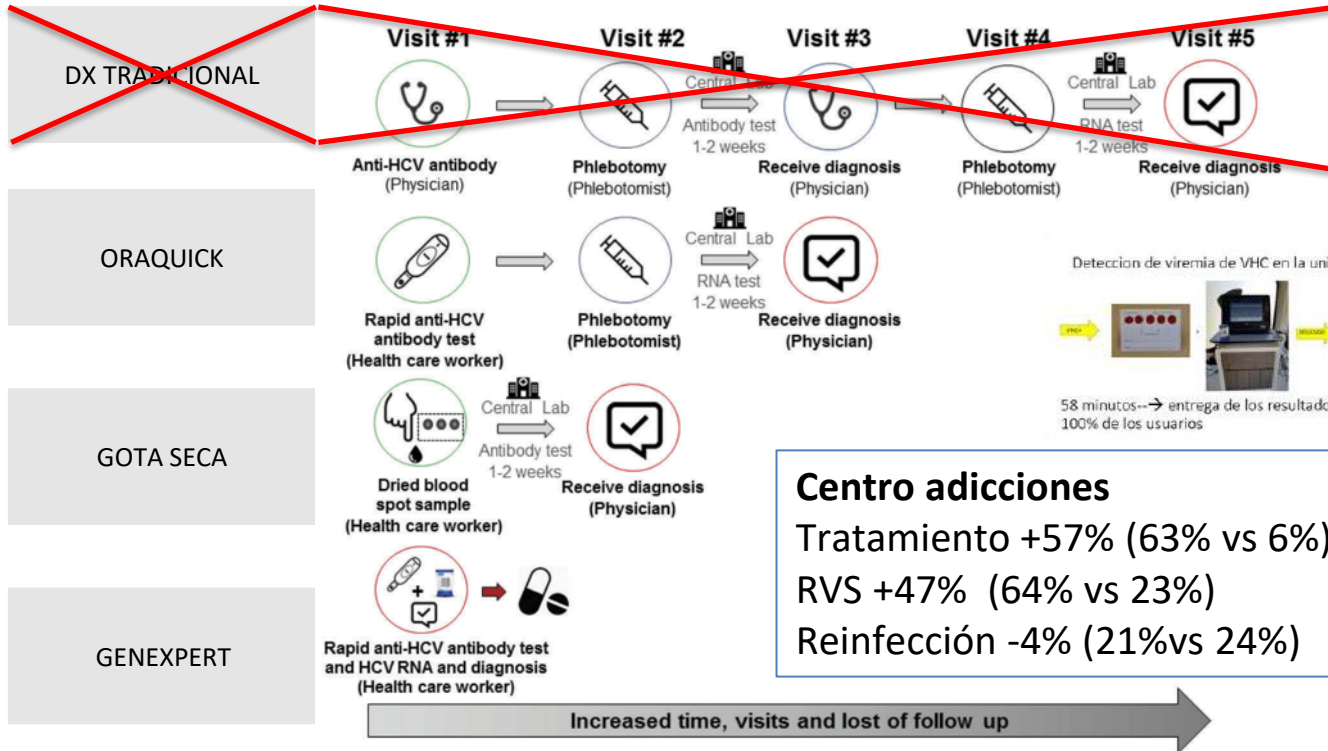 DX TRADICIONAL
Visit #1
Visit #2
Visit #3
Visit #4
Visit #5
Central Lab
Antibody test
1-2 weeks
Central Lab
RNA test
1-2 weeks
Anti-HCV antibody
(Physician)
Phlebotomy
(Phlebotomist)
Receive diagnosis
(Physician)
Phlebotomy
(Phlebotomist)
Receive diagnosis
(Physician)
ORAQUICK
Central Lab
RNA test
1-2 weeks
Rapid anti-HCV
antibody test
(Health care worker)
Phlebotomy
(Phlebotomist)
Receive diagnosis
(Physician)
Deteccion de viremia de VHC en la uni
58 minutos--→ entrega de los resultado
100% de los usuarios
GOTA SECA
Central Lab
Antibody test
1-2 weeks
Dried blood
spot sample
(Health care worker)
Receive diagnosis
(Physician)
Centro adicciones
Tratamiento +57% (63% vs 6%)
RVS +47% (64% vs 23%)
Reinfección -4% (21%vs 24%)
GENEXPERT
+
Rapid anti-HCV antibody test
and HCV RNA and diagnosis
(Health care worker)
Increased time, visits and lost of follow up